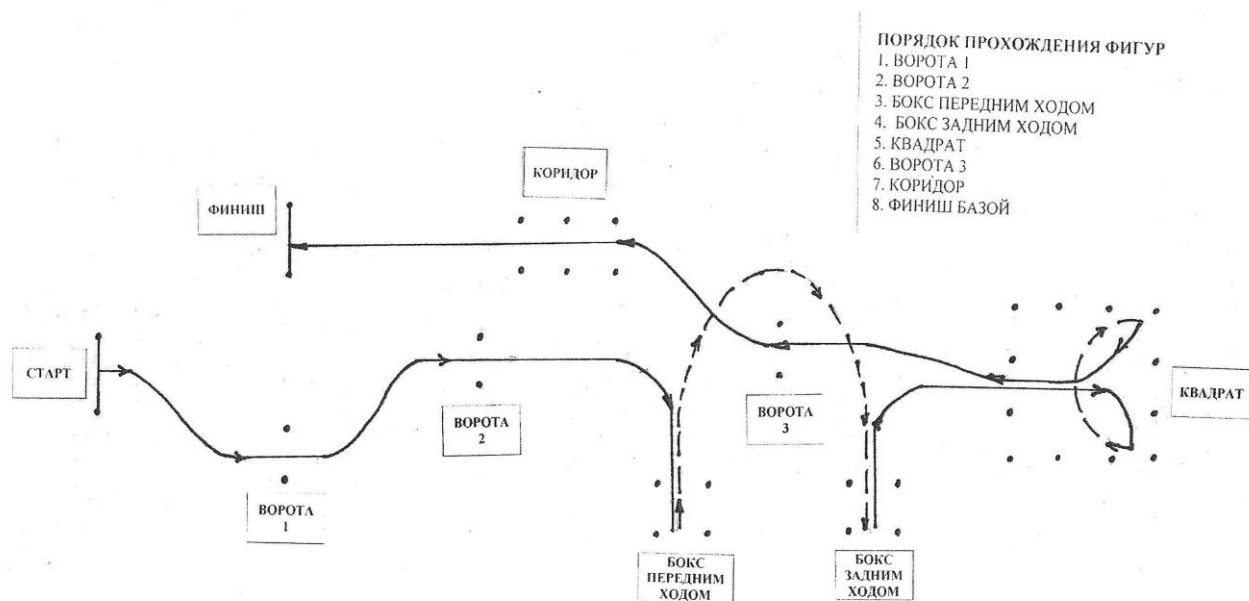 ПОРЯДОК ПРОХОЖДЕНИЯ ФИГУР
1. ВОРОТА 1
2. ВОРОТА 2
3. БОКС ПЕРЕДНИМ ХОДОМ
4. БОКС ЗАДНИМ ХОДОМ
5. КВАДРАТ
6. ВОРОТА 3
7. КОРИДОР
8. ФИНИШ БАЗОЙ
КОРИДОР
ФИНИШ
СТАРТ
ВОРОТА
2
ВОРОТА
3
КВАДРАТ
ВОРОТА
1
БОКС
ПЕРЕДНИМ
ХОДОМ
БОКС
ЗАДНИМ
ХОДОМ